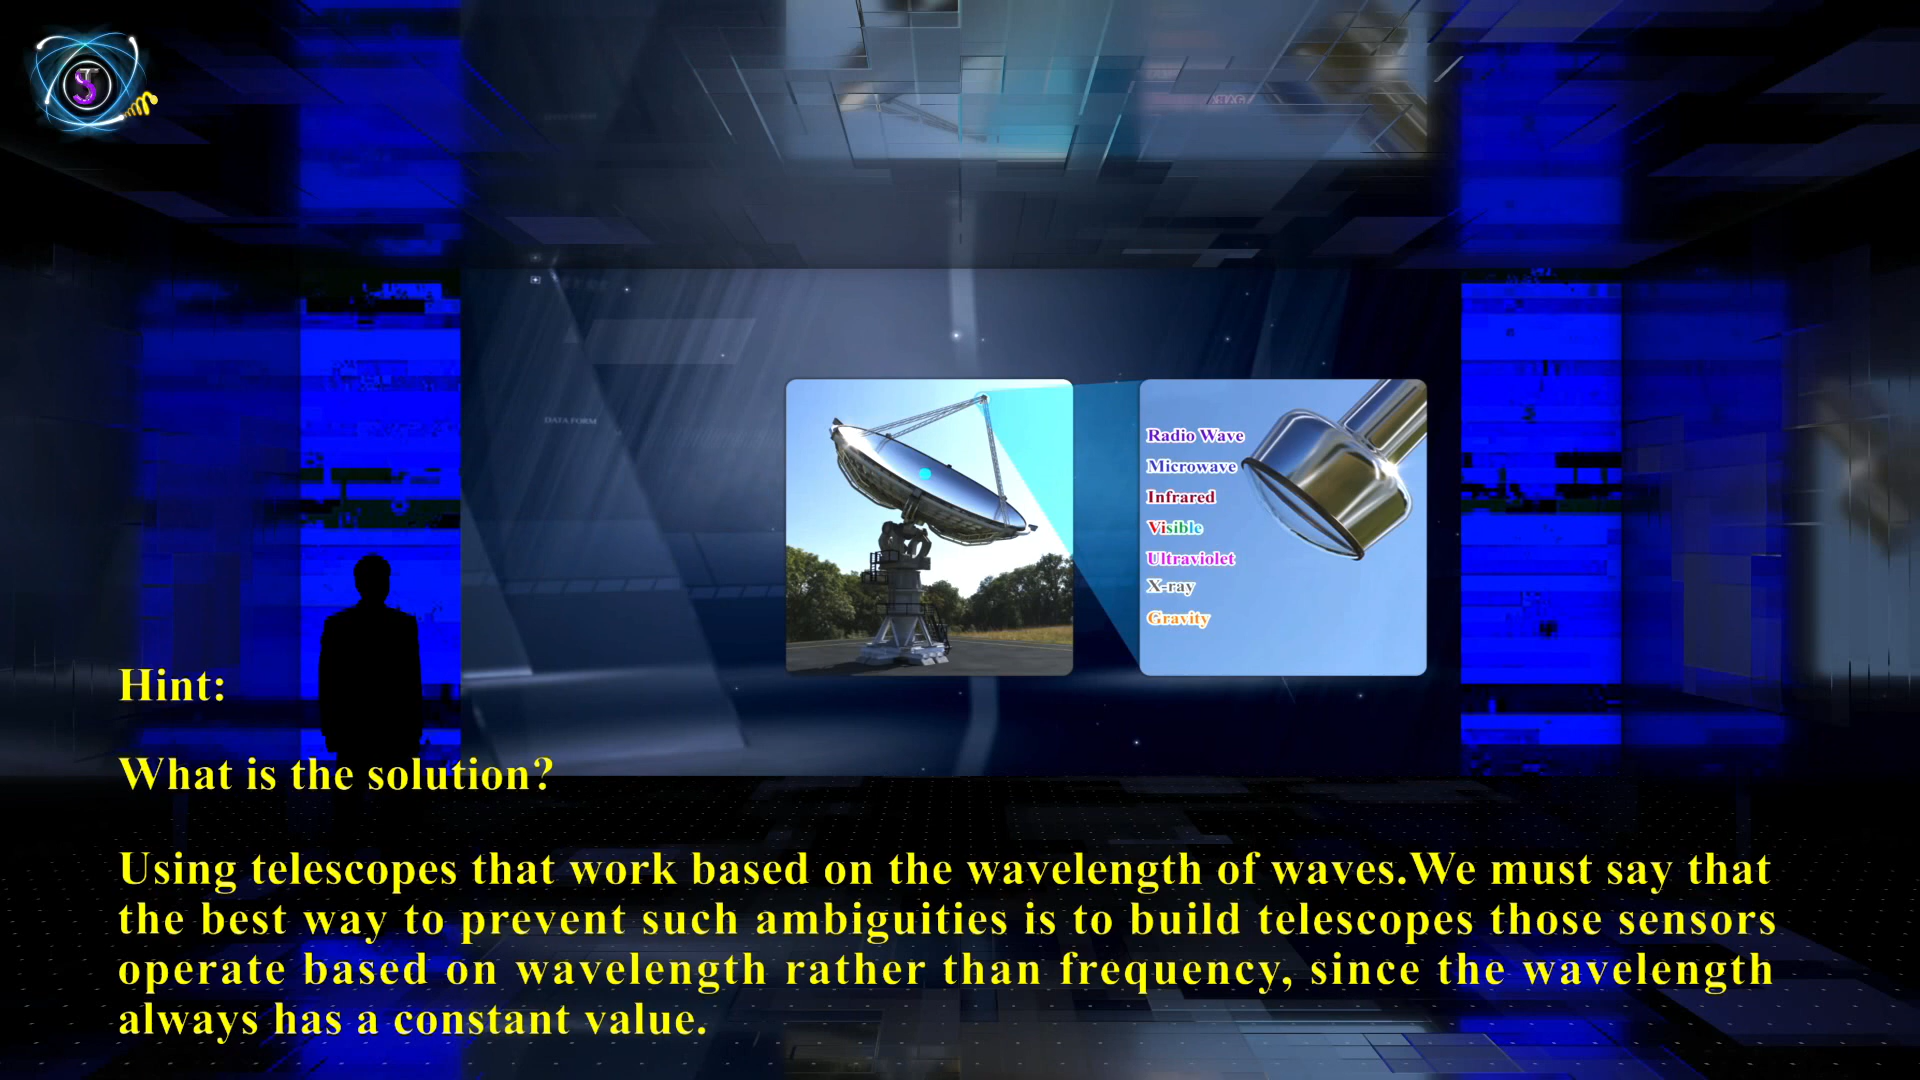 DATA FORM
Radio Wave
Microwave
Infrared
Visible
Ultraviolet
X-ray
Gravity
Hint:
What is the solution?
Using telescopes that work based on the wavelength of waves.We must say that
the best way to prevent such ambiguities is to build telescopes those sensors
operate based on wavelength rather than frequency, since the wavelength
always has a constant value.